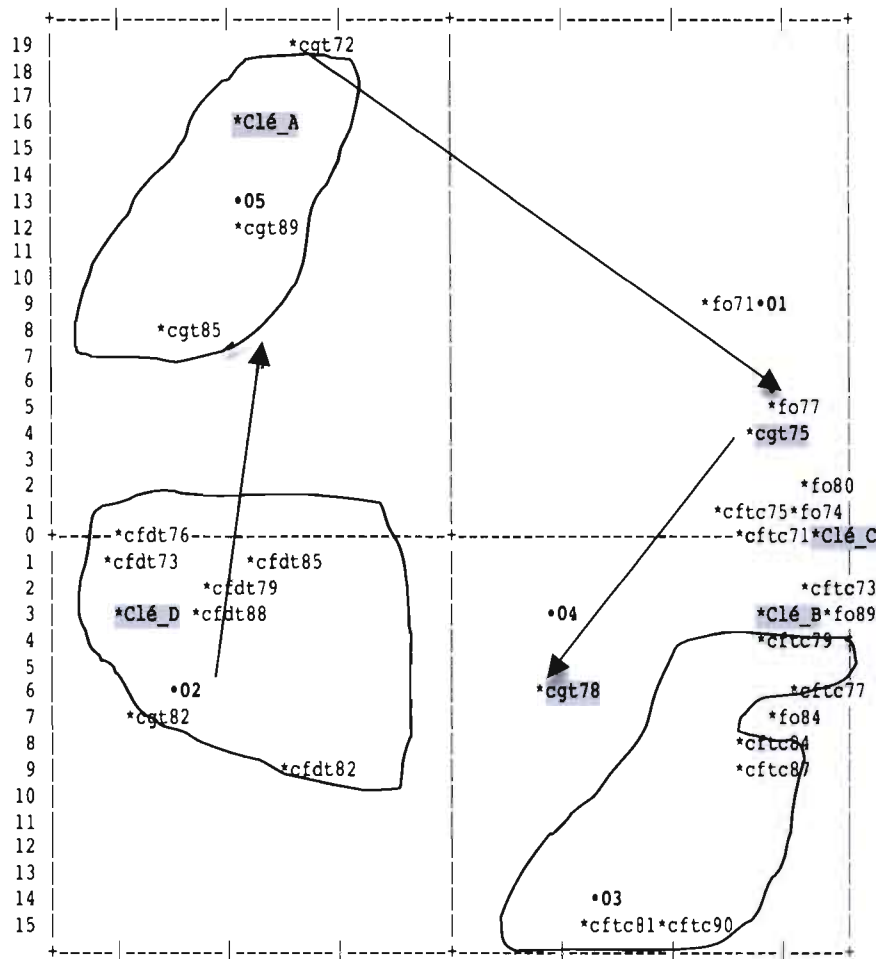 19 *cgt72
18
17
16 *Clé_A
15
14
13 •05
12 *cgt89
11
10
9 *fo71•01
8 *cgt85
7
6
5 *fo77
4 *cgt75
3
2 *fo80
1 *cftc75 *fo74
0 *cfdt76 *cftc71 *Clé_C
1 *cfdt73 *cfdt85
2 *cfdt79 *cftc73
3 *Clé_D *cfdt88 •04 *Clé_B *fo89
4 *cftc79
5
6 •02 *cgt78 *cftc77
7 *cgt82 *fo84
8 *cftc84
9 *cfdt82 *cftc87
10
11
12
13
14 •03
15 *cftc81 *cftc90